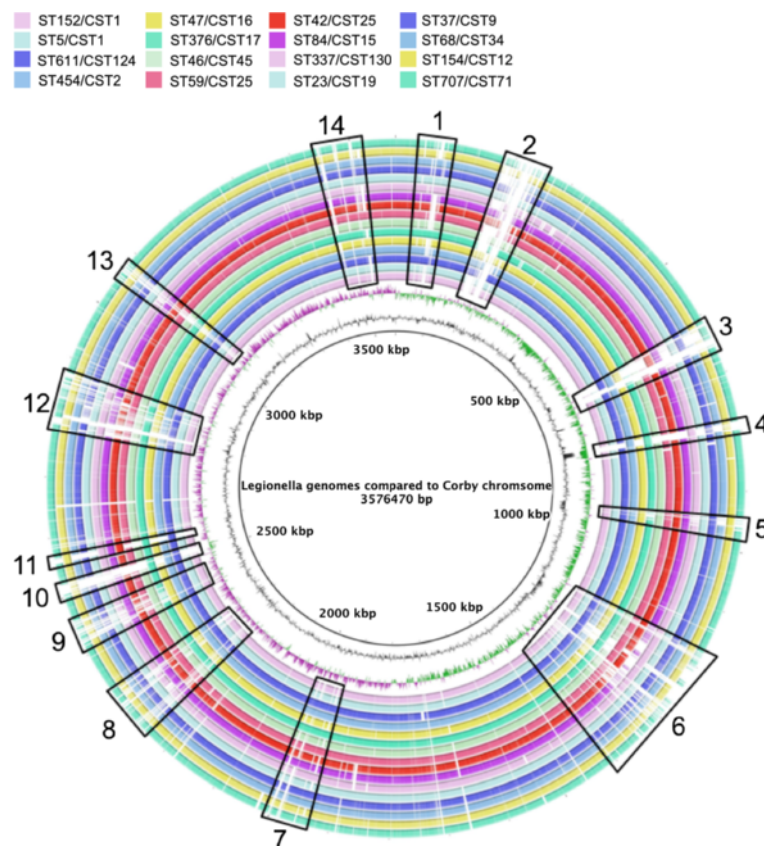 ST152/CST1 ST47/CST16 ST42/CST25 ST37/CST9
ST5/CST1 ST376/CST17 ST84/CST15 ST68/CST34
ST611/CST124 ST46/CST45 ST337/CST130 ST154/CST12
ST454/CST2 ST59/CST25 ST23/CST19 ST707/CST71
14
1
2
13
3
3500 kbp
500 kbp
12
3000 kbp
4
Legionella genomes compared to Corby chromsome
3576470 bp
1000 kbp
5
2500 kbp
11
10
2000 kbp
1500 kbp
9
8
6
7